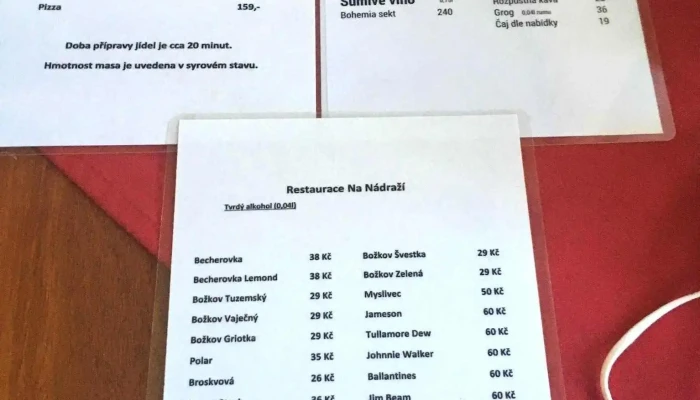 Pizza 159,-
Doba přípravy jídel je cca 20 minut.
Hmotnost masa je uvedena v syrovém stavu.
Šumivé víno
Bohemia sekt 240
Rozpustná káva
Grog 0,04l rumu 36
Čaj dle nabídky 19
Restaurace Na Nádraží
Tvrdý alkohol (0,04l)
Becherovka 38 Kč
Becherovka Lemond 38 Kč
Božkov Tuzemský 29 Kč
Božkov Vaječný 29 Kč
Božkov Griotka 29 Kč
Polar 35 Kč
Broskvová 26 Kč
Božkov Švestka 29 Kč
Božkov Zelená 29 Kč
Myslivec 50 Kč
Jameson 60 Kč
Tullamore Dew 60 Kč
Johnnie Walker 60 Kč
Ballantines 60 Kč
Jim Beam 60 Kč